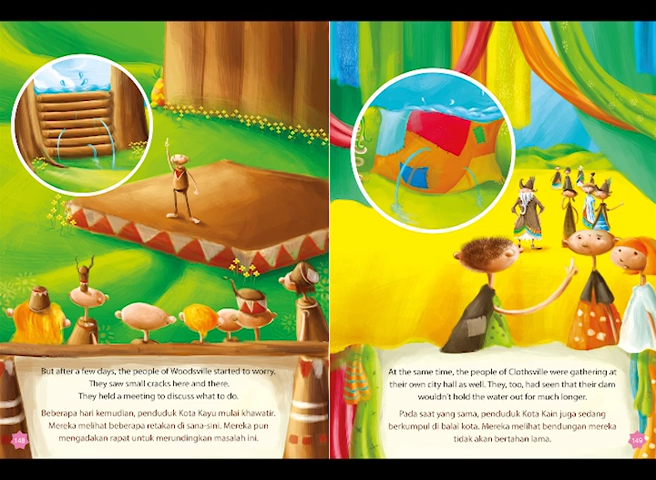 But after a few days, the people of Woodsville started to worry.
They saw small cracks here and there.
They held a meeting to discuss what to do.
Beberapa hari kemudian, penduduk Kota Kayu mulai khawatir.
Mereka melihat beberapa retakan di sana-sini. Mereka pun
mengadakan rapat untuk merundingkan masalah ini.
148
At the same time, the people of Clothsville were gathering at
their own city hall as well. They, too, had seen that their dam
wouldn't hold the water out for much longer.
Pada saat yang sama, penduduk Kota Kain juga sedang
berkumpul di balai kota. Mereka melihat bendungan mereka
tidak akan bertahan lama.
149